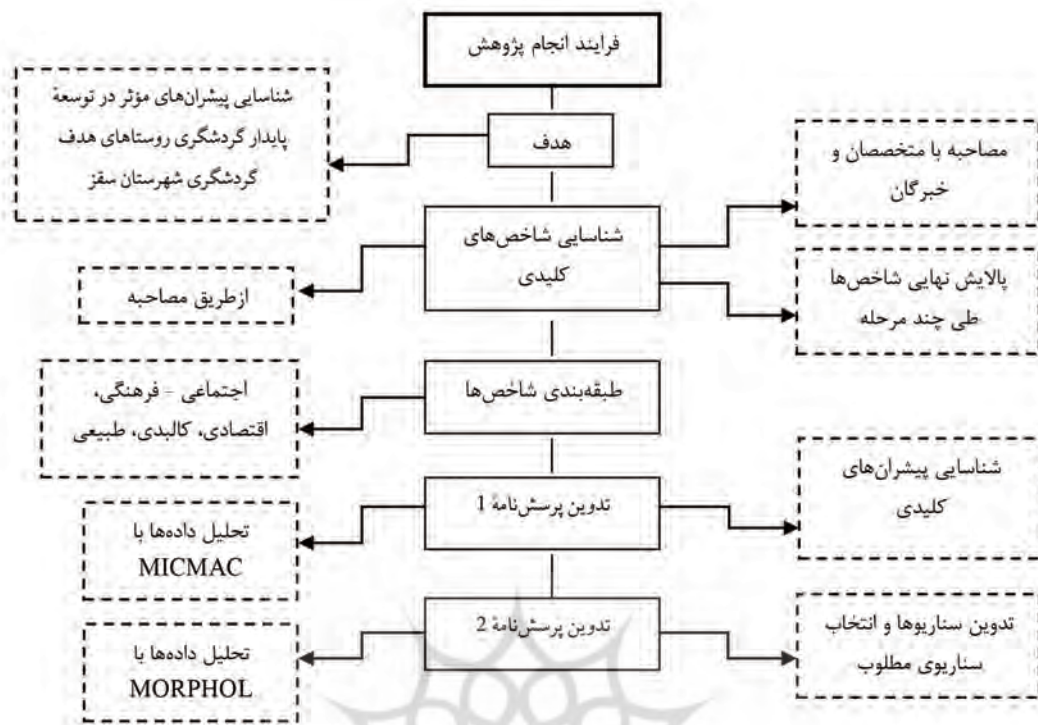 فرایند انجام پژوهش
هدف
شناسایی پیشران‌های مؤثر در توسعۀ
پایدار گردشگری روستاهای هدف
گردشگری شهرستان سقز
شناسایی شاخص‌های
کلیدی
مصاحبه با متخصصان و
خبرگان
پالایش نهایی شاخص‌ها
طی چند مرحله
ازطریق مصاحبه
طبقه‌بندی شاخص‌ها
اجتماعی - فرهنگی،
اقتصادی، کالبدی، طبیعی
تدوین پرسش‌نامۀ 1
شناسایی پیشران‌های
کلیدی
تحلیل داده‌ها با
MICMAC
تدوین پرسش‌نامۀ 2
تدوین سناریوها و انتخاب
سناریوی مطلوب
تحلیل داده‌ها با
MORPHOL